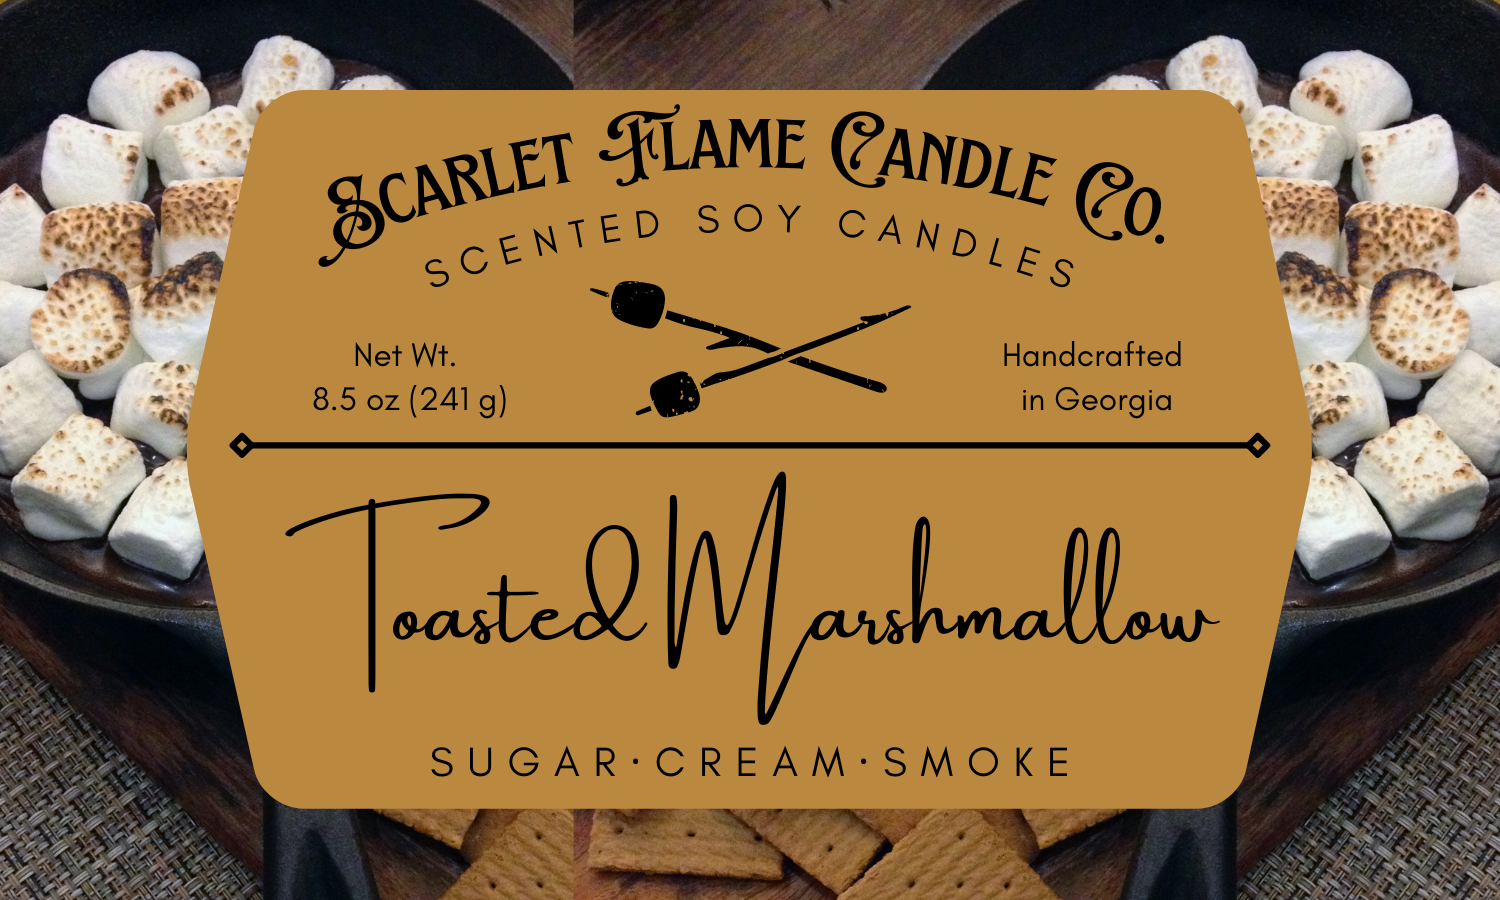 Scarlet Flame Candle Co.
SCENTED SOY CANDLES
Net Wt.
8.5 oz (241 g)
Handcrafted
in Georgia
Toasted Marshmallow
SUGAR·CREAM·SMOKE